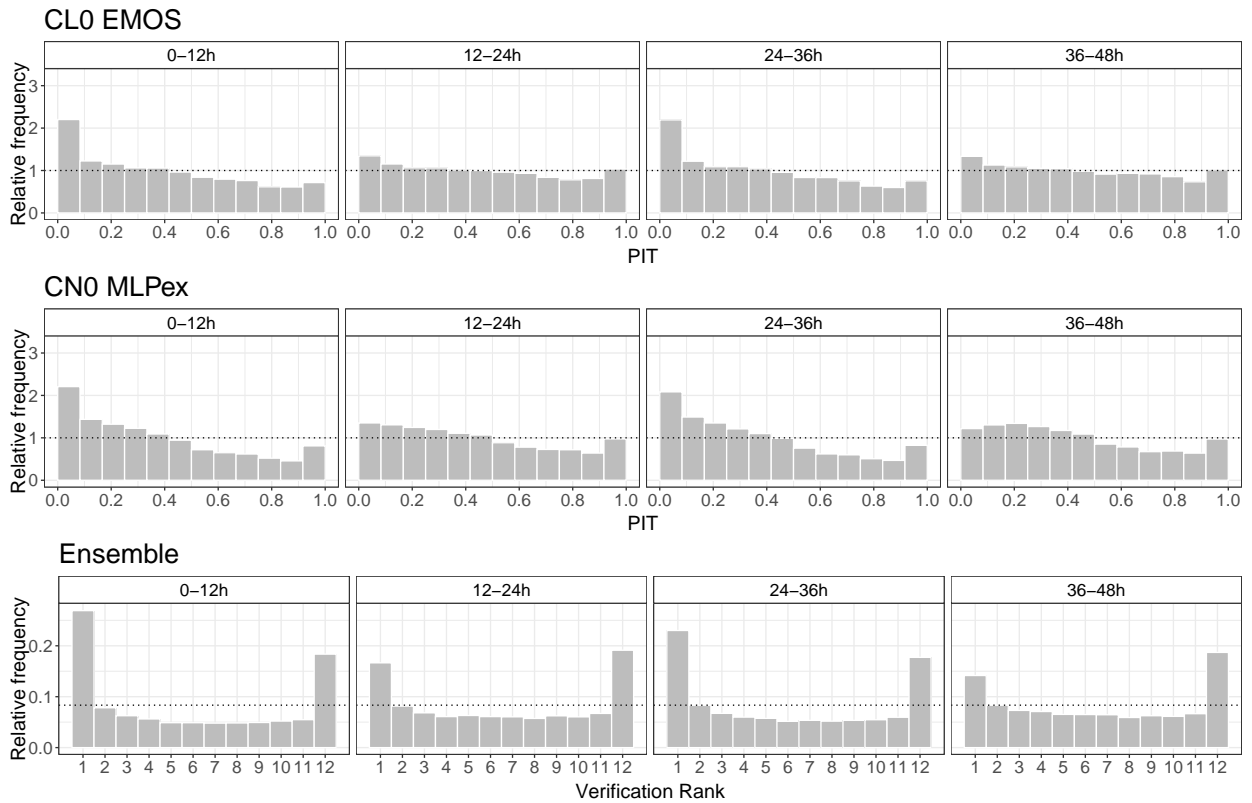 CL0 EMOS
0–12h 12–24h 24–36h 36–48h
Relative frequency
3
2
1
0
0.0 0.2 0.4 0.6 0.8 1.0 0.0 0.2 0.4 0.6 0.8 1.0 0.0 0.2 0.4 0.6 0.8 1.0 0.0 0.2 0.4 0.6 0.8 1.0
PIT
CN0 MLPex
0–12h 12–24h 24–36h 36–48h
Relative frequency
3
2
1
0
0.0 0.2 0.4 0.6 0.8 1.0 0.0 0.2 0.4 0.6 0.8 1.0 0.0 0.2 0.4 0.6 0.8 1.0 0.0 0.2 0.4 0.6 0.8 1.0
PIT
Ensemble
0–12h 12–24h 24–36h 36–48h
Relative frequency
0.2
0.1
0.0
1 2 3 4 5 6 7 8 9 10 11 12 1 2 3 4 5 6 7 8 9 10 11 12 1 2 3 4 5 6 7 8 9 10 11 12 1 2 3 4 5 6 7 8 9 10 11 12
Verification Rank